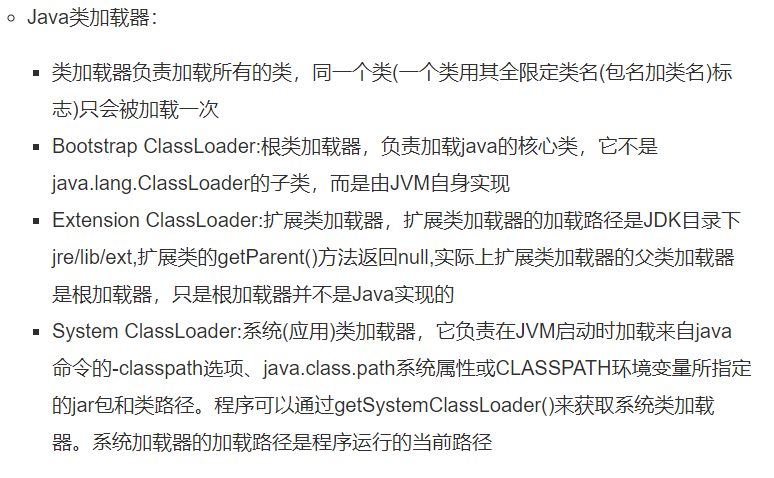 Java类加载器：
类加载器负责加载所有的类，同一个类(一个类用其全限定类名(包名加类名)标
志)只会被加载一次
Bootstrap ClassLoader:根类加载器，负责加载java的核心类，它不是
java.lang.ClassLoader的子类，而是由JVM自身实现
Extension ClassLoader:扩展类加载器，扩展类加载器的加载路径是JDK目录下
jre/lib/ext,扩展类的getParent()方法返回null,实际上扩展类加载器的父类加载器
是根加载器，只是根加载器并不是Java实现的
System ClassLoader:系统(应用)类加载器，它负责在JVM启动时加载来自java
命令的-classpath选项、java.class.path系统属性或CLASSPATH环境变量所指定
的jar包和类路径。程序可以通过getSystemClassLoader()来获取系统类加载
器。系统加载器的加载路径是程序运行的当前路径